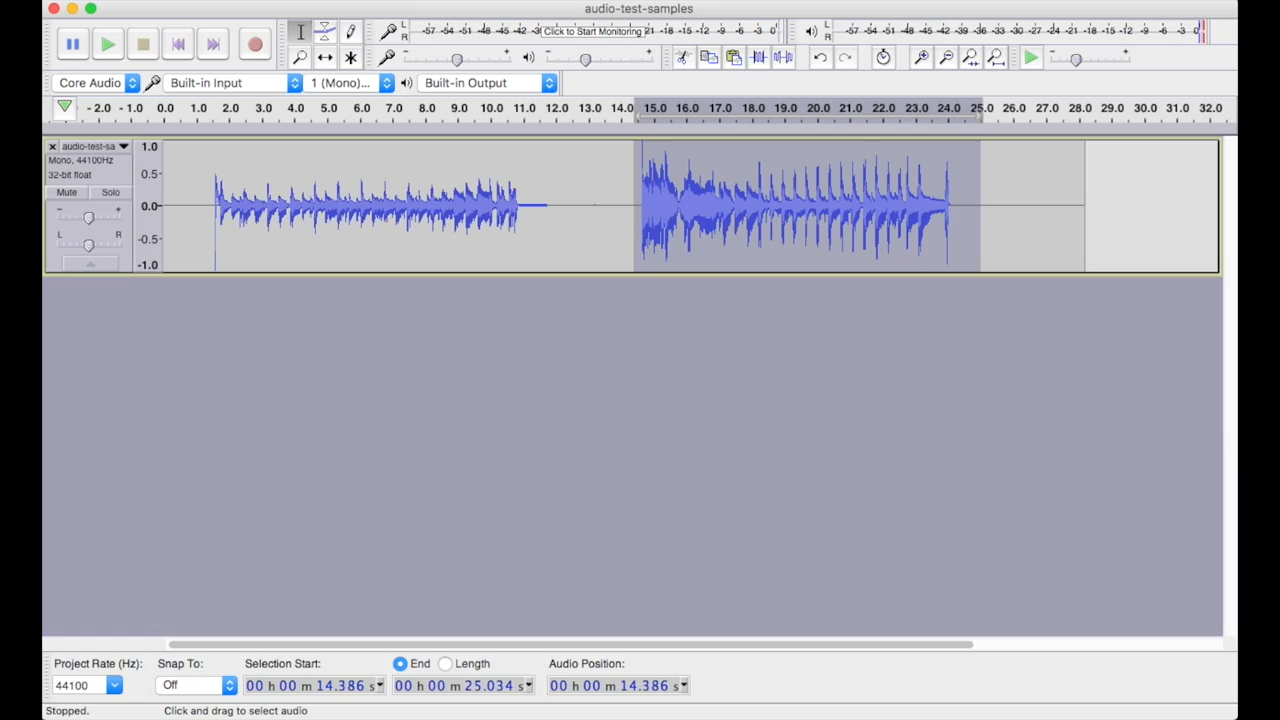 audio-test-samples
L R -57 -54 -51 -48 -45 -42 Click to Start Monitoring -21 -18 -15 -12 -9 -6 -3 0 L R -57 -54 -51 -48 -45 -42 -39 -36 -33 -30 -27 -24 -21 -18 -15 -12 -9 -6 -3 0
Core Audio Built-in Input 1 (Mono)... Built-in Output
-2.0 -1.0 0.0 1.0 2.0 3.0 4.0 5.0 6.0 7.0 8.0 9.0 10.0 11.0 12.0 13.0 14.0 15.0 16.0 17.0 18.0 19.0 20.0 21.0 22.0 23.0 24.0 25.0 26.0 27.0 28.0 29.0 30.0 31.0 32.0
audio-test-sa 1.0
Mono, 44100Hz
32-bit float 0.5
Mute Solo
0.0
L R -0.5
-1.0
Project Rate (Hz): Snap To: Selection Start: End Length Audio Position:
44100 Off 00 h 00 m 14.386 s 00 h 00 m 25.034 s 00 h 00 m 14.386 s
Stopped. Click and drag to select audio